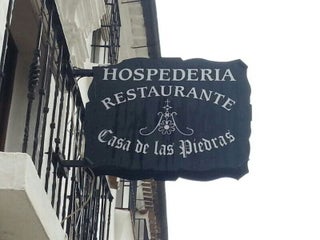 HOSPEDERIA
RESTAURANTE
Casa de las Piedras